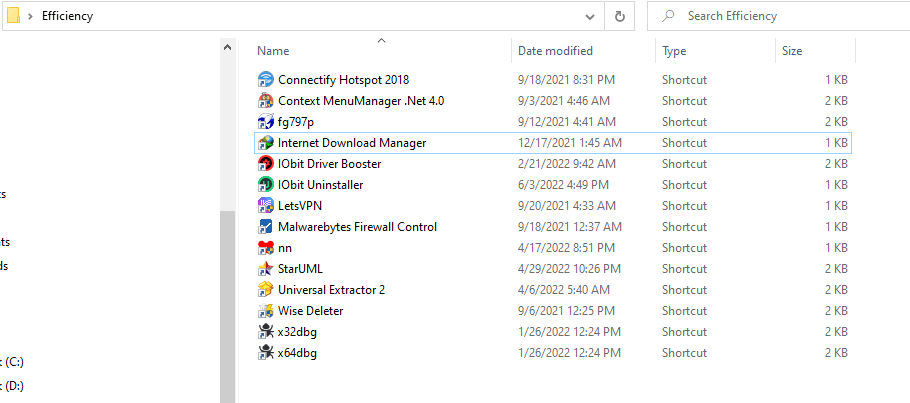 Efficiency
Search Efficiency
Name Date modified Type Size
Connectify Hotspot 2018 9/18/2021 8:31 PM Shortcut 1 KB
Context MenuManager .Net 4.0 9/3/2021 4:46 AM Shortcut 2 KB
fg797p 9/12/2021 4:41 AM Shortcut 2 KB
Internet Download Manager 12/17/2021 1:45 AM Shortcut 1 KB
IObit Driver Booster 2/21/2022 9:42 AM Shortcut 2 KB
IObit Uninstaller 6/3/2022 4:49 PM Shortcut 1 KB
LetsVPN 9/20/2021 4:33 AM Shortcut 1 KB
Malwarebytes Firewall Control 9/18/2021 12:37 AM Shortcut 1 KB
nn 4/17/2022 8:51 PM Shortcut 2 KB
StarUML 4/29/2022 10:26 PM Shortcut 2 KB
Universal Extractor 2 4/6/2022 5:40 AM Shortcut 2 KB
Wise Deleter 9/6/2021 12:25 PM Shortcut 2 KB
x32dbg 1/26/2022 12:24 PM Shortcut 2 KB
x64dbg 1/26/2022 12:24 PM Shortcut 2 KB
ts
nts
ds
(C:)
(D:)